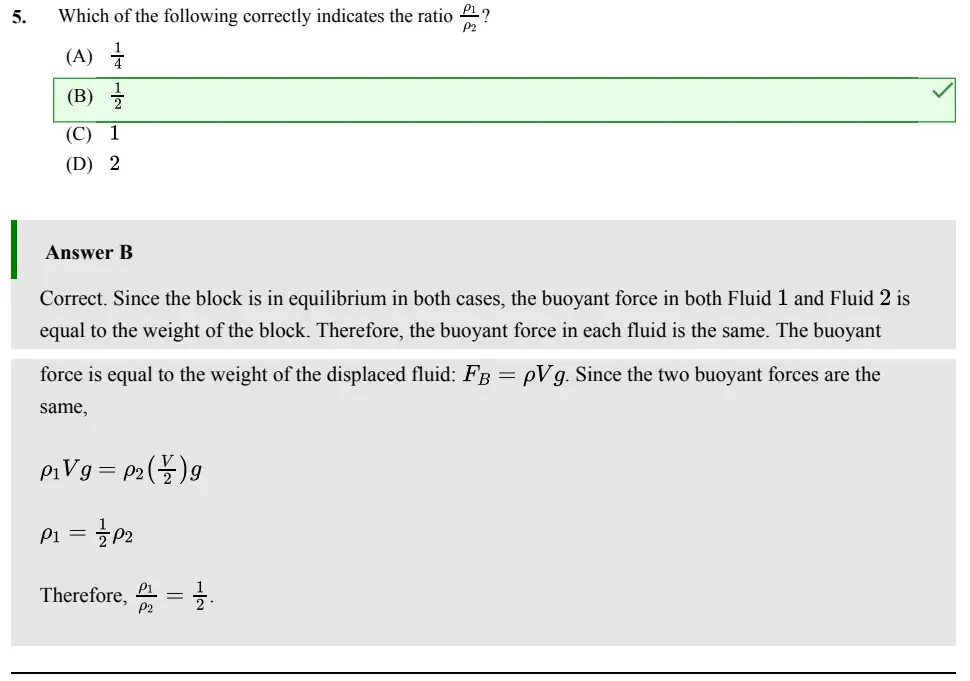 5. Which of the following correctly indicates the ratio ρ₁/ρ₂?
(A) 1/4
(B) 1/2
(C) 1
(D) 2
Answer B
Correct. Since the block is in equilibrium in both cases, the buoyant force in both Fluid 1 and Fluid 2 is
equal to the weight of the block. Therefore, the buoyant force in each fluid is the same. The buoyant
force is equal to the weight of the displaced fluid: F_B = ρVg. Since the two buoyant forces are the
same,
ρ₁Vg = ρ₂(V/2)g
ρ₁ = 1/2 ρ₂
Therefore, ρ₁/ρ₂ = 1/2.